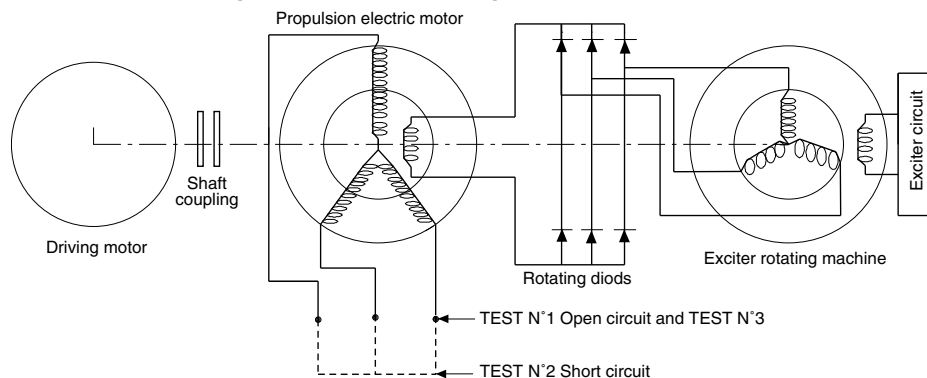 Propulsion electric motor
Shaft
coupling
Driving motor
Rotating diods
Exciter rotating machine
Exciter circuit
TEST N°1 Open circuit and TEST N°3
TEST N°2 Short circuit